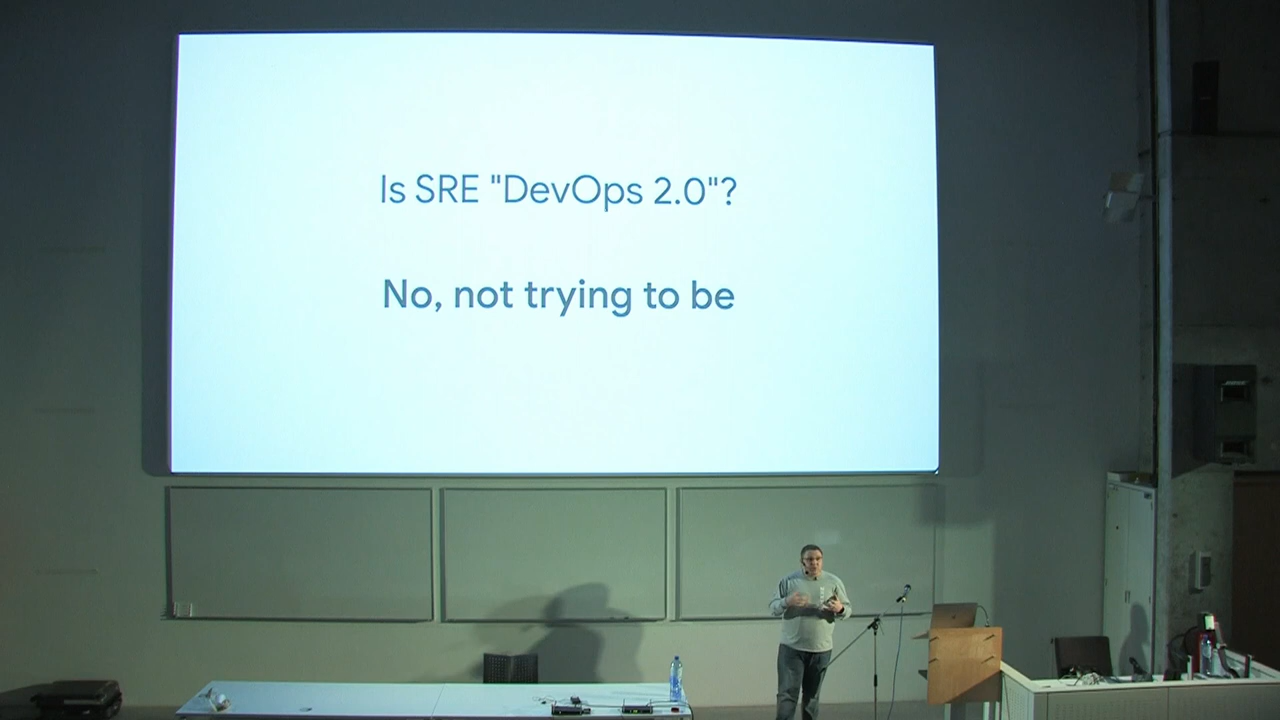 Is SRE "DevOps 2.0"?
No, not trying to be